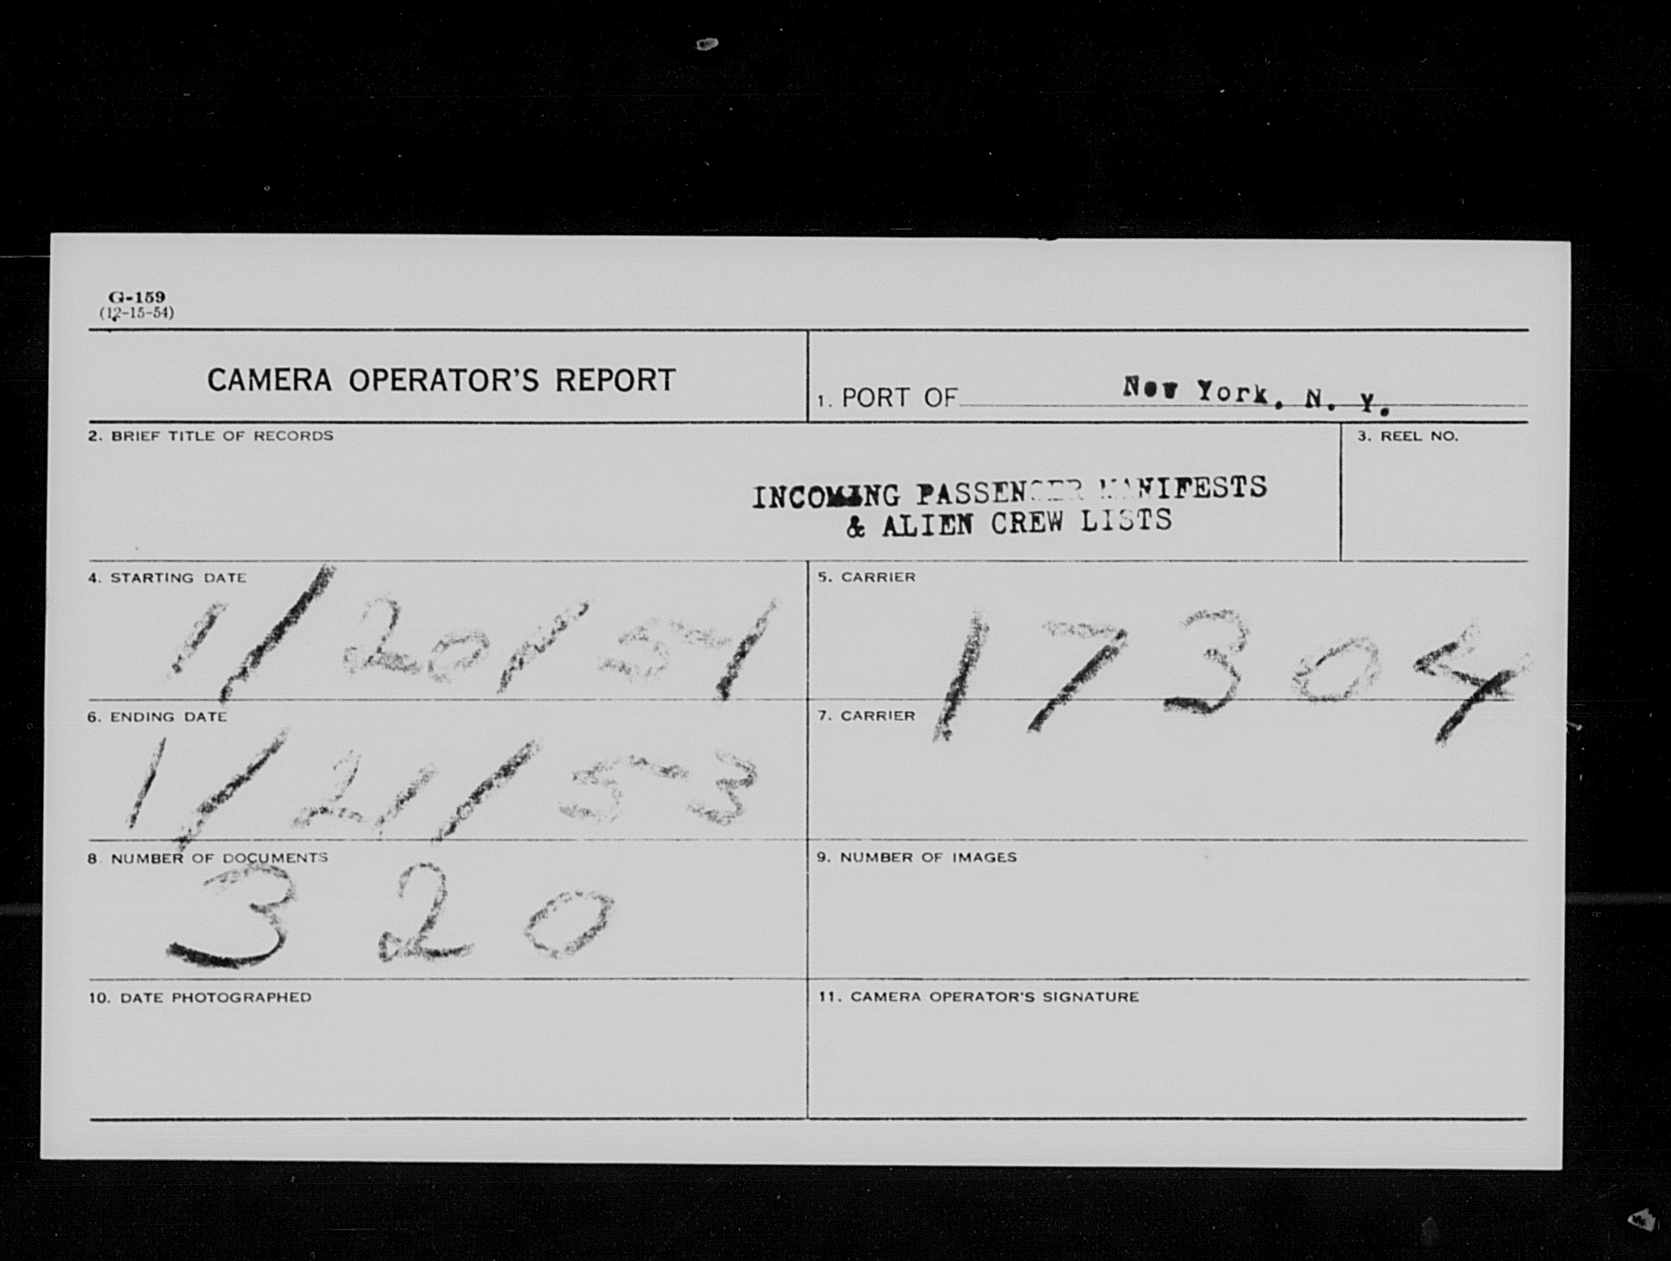 G-159
(12-15-54)
CAMERA OPERATOR'S REPORT
1. PORT OF New York, N. Y.
2. BRIEF TITLE OF RECORDS
3. REEL NO.
INCOMING PASSENGER MANIFESTS
& ALIEN CREW LISTS
4. STARTING DATE
1/20/51
5. CARRIER
17304
6. ENDING DATE
1/21/53
7. CARRIER
8. NUMBER OF DOCUMENTS
320
9. NUMBER OF IMAGES
10. DATE PHOTOGRAPHED
11. CAMERA OPERATOR'S SIGNATURE